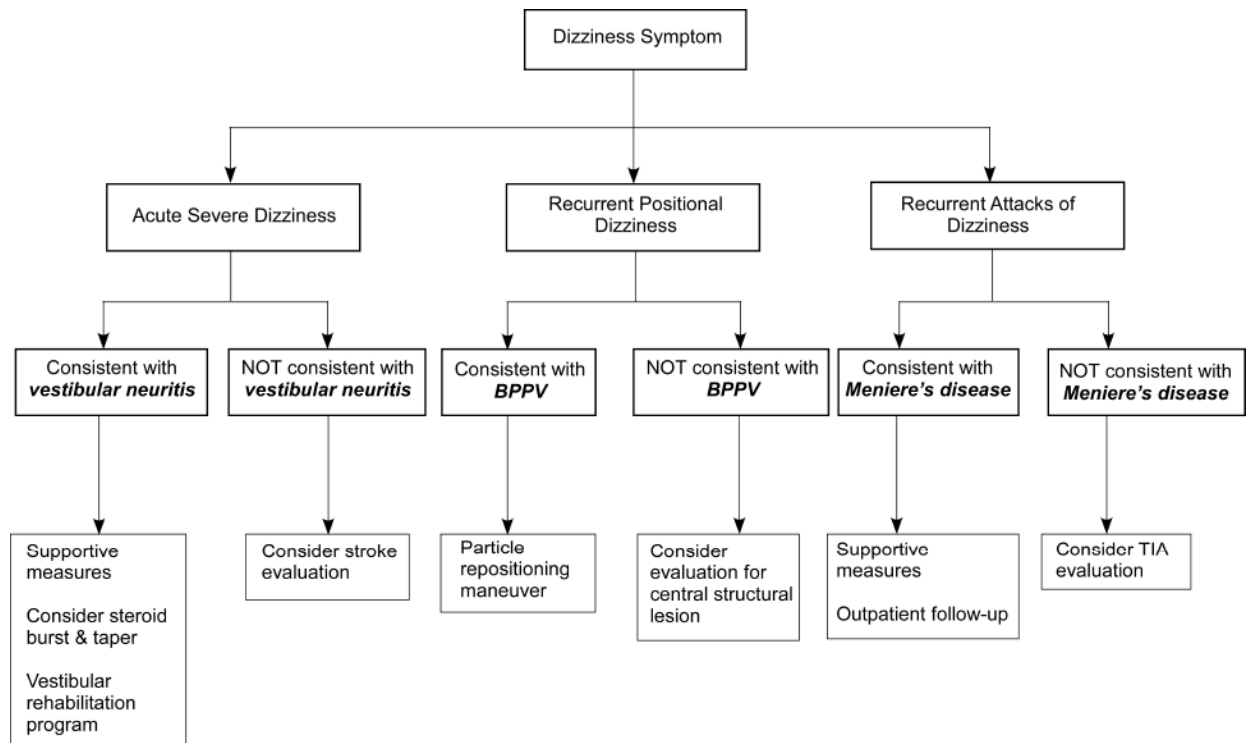 Dizziness Symptom
Acute Severe Dizziness
Recurrent Positional
Dizziness
Recurrent Attacks of
Dizziness
Consistent with
vestibular neuritis
NOT consistent with
vestibular neuritis
Consistent with
BPPV
NOT consistent with
BPPV
Consistent with
Meniere's disease
NOT consistent with
Meniere's disease
Supportive
measures
Consider steroid
burst & taper
Vestibular
rehabilitation
program
Consider stroke
evaluation
Particle
repositioning
maneuver
Consider
evaluation for
central structural
lesion
Supportive
measures
Outpatient follow-up
Consider TIA
evaluation